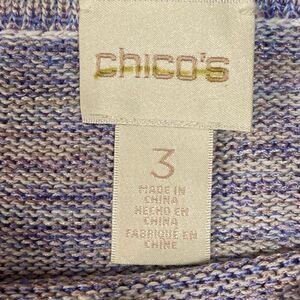 chico's
3
MADE IN
CHINA
HECHO EN
CHINA
FABRIQUÉ EN
CHINE